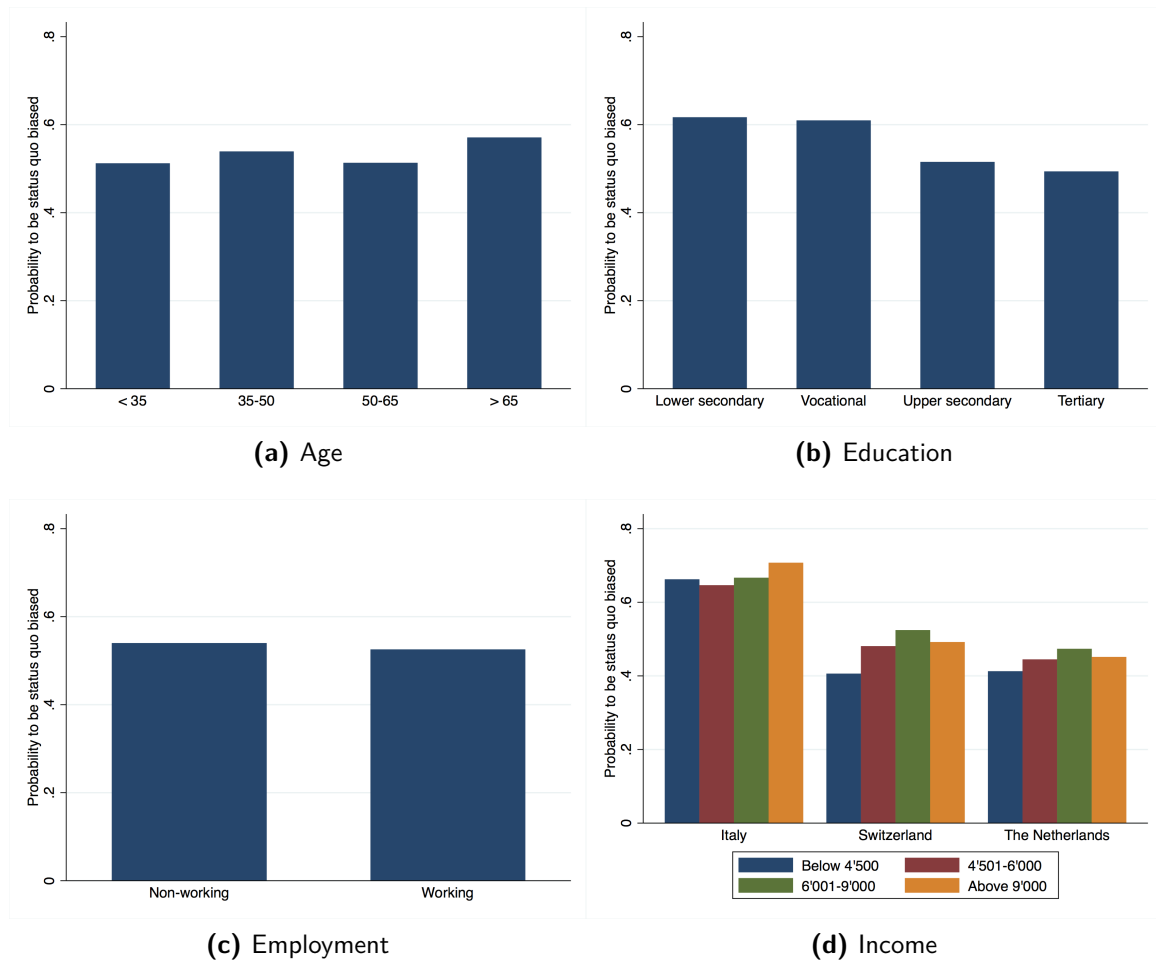 Probability to be status quo biased
.8
.6
.4
.2
0
< 35 35-50 50-65 > 65
(a) Age
Probability to be status quo biased
.8
.6
.4
.2
0
Lower secondary Vocational Upper secondary Tertiary
(b) Education
Probability to be status quo biased
.8
.6
.4
.2
0
Non-working Working
(c) Employment
Probability to be status quo biased
.8
.6
.4
.2
0
Italy Switzerland The Netherlands
Below 4'500 4'501-6'000
6'001-9'000 Above 9'000
(d) Income